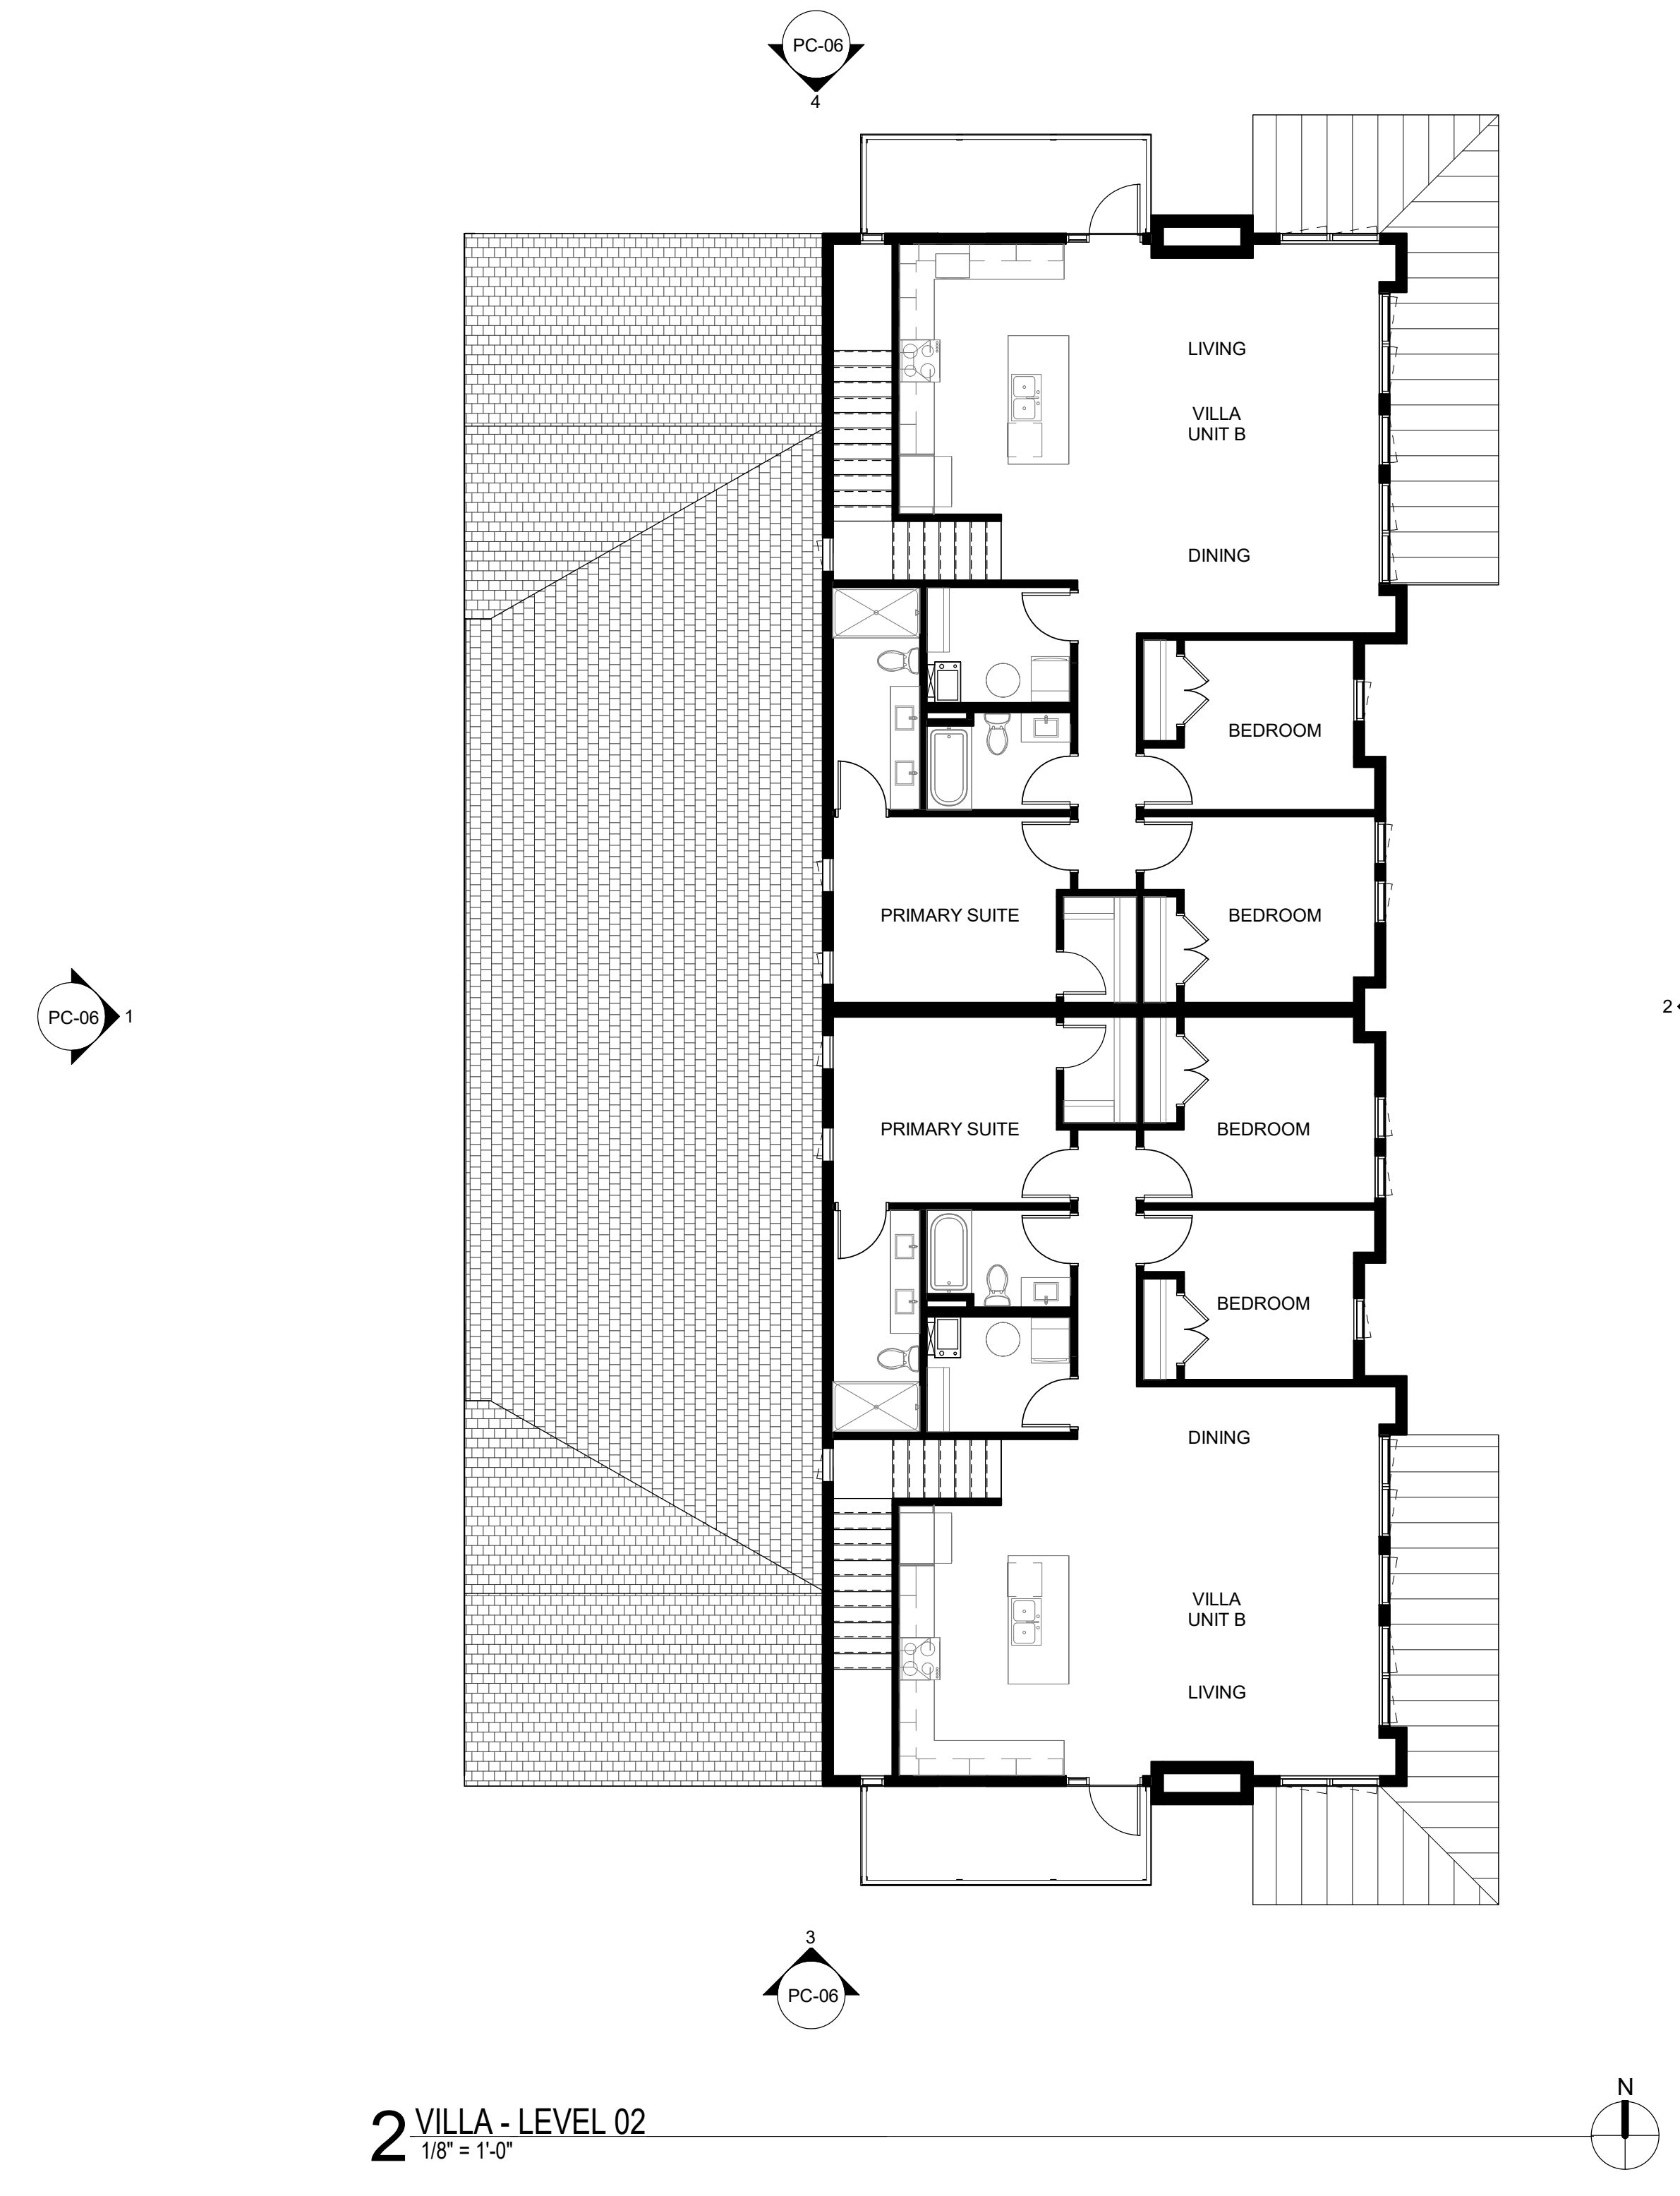 PC-06
4
LIVING
VILLA
UNIT B
DINING
BEDROOM
PRIMARY SUITE
BEDROOM
PC-06
1
2
PRIMARY SUITE
BEDROOM
BEDROOM
DINING
VILLA
UNIT B
LIVING
3
PC-06
N
2
VILLA - LEVEL 02
1/8" = 1'-0"